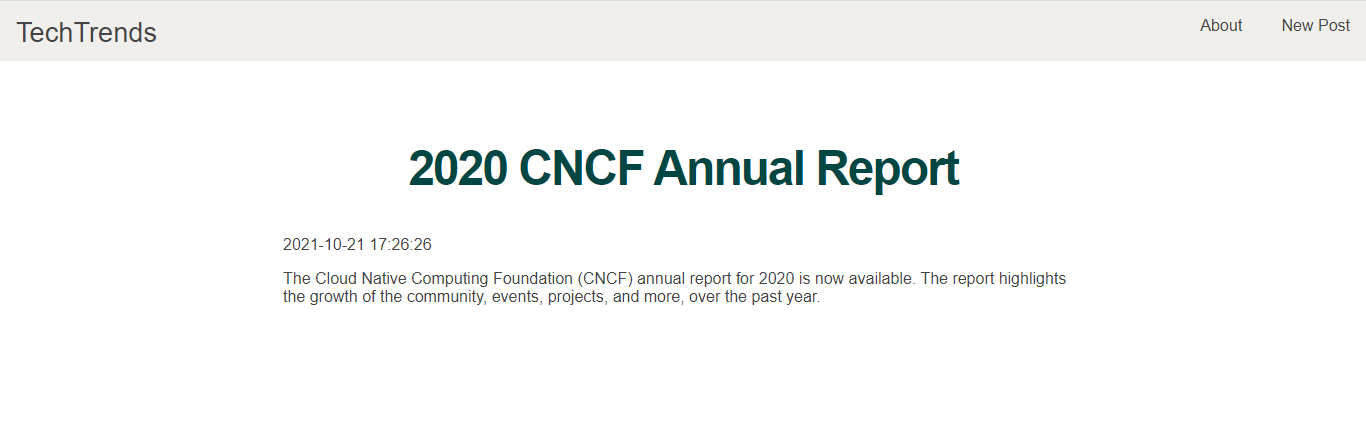 TechTrends
About
New Post
2020 CNCF Annual Report
2021-10-21 17:26:26
The Cloud Native Computing Foundation (CNCF) annual report for 2020 is now available. The report highlights
the growth of the community, events, projects, and more, over the past year.